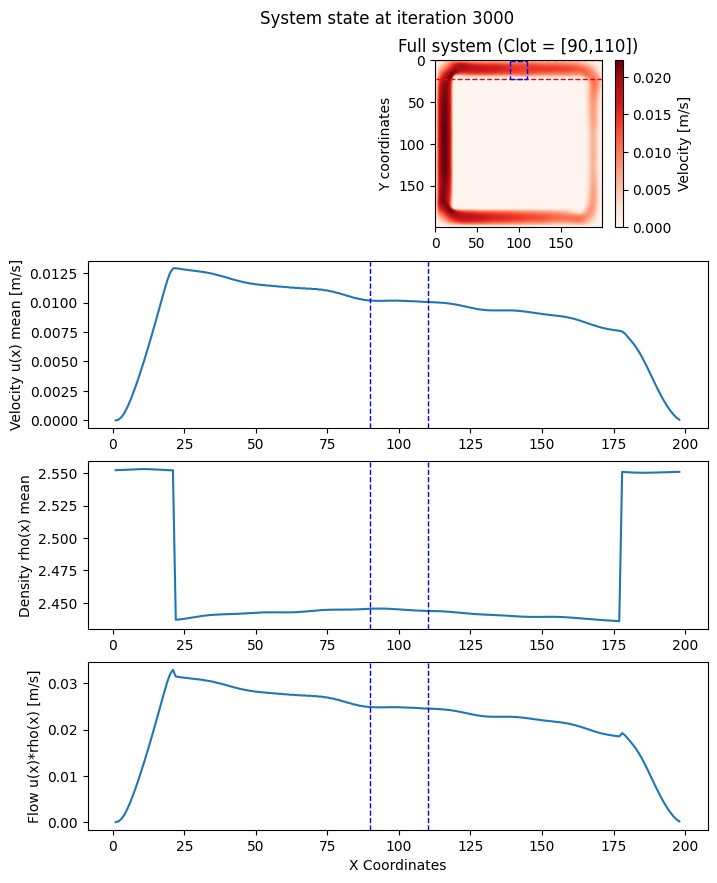 System state at iteration 3000
Full system (Clot = [90,110])
Y coordinates
0
50
100
150
0 50 100 150
0.020
0.015
0.010
0.005
0.000
Velocity [m/s]
Velocity u(x) mean [m/s]
0.0125
0.0100
0.0075
0.0050
0.0025
0.0000
0 25 50 75 100 125 150 175 200
Density rho(x) mean
2.550
2.525
2.500
2.475
2.450
0 25 50 75 100 125 150 175 200
Flow u(x)*rho(x) [m/s]
0.03
0.02
0.01
0.00
0 25 50 75 100 125 150 175 200
X Coordinates